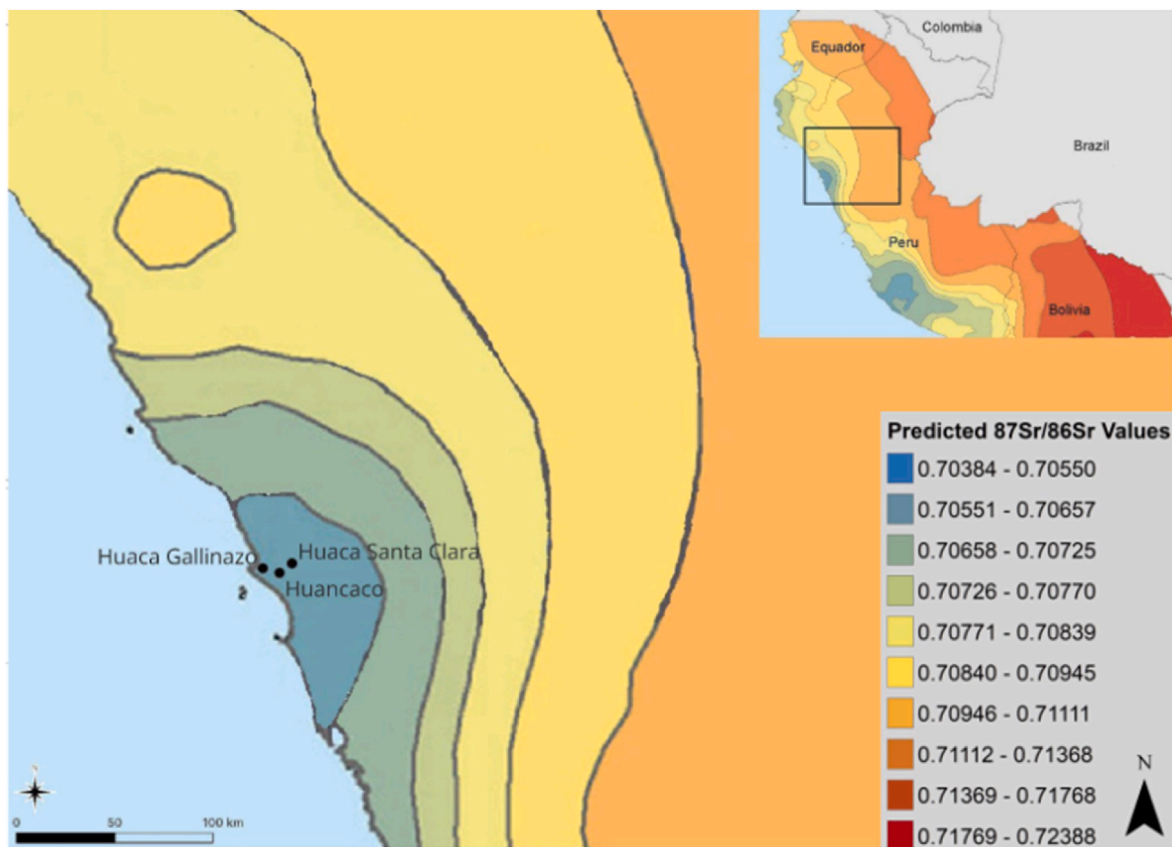 Colombia
Equador
Brazil
Peru
Bolivia
Huaca Gallinazo
Huaca Santa Clara
Huancaco
Predicted 87Sr/86Sr Values
0.70384 - 0.70550
0.70551 - 0.70657
0.70658 - 0.70725
0.70726 - 0.70770
0.70771 - 0.70839
0.70840 - 0.70945
0.70946 - 0.71111
0.71112 - 0.71368
0.71369 - 0.71768
0.71769 - 0.72388
N
0 50 100 km